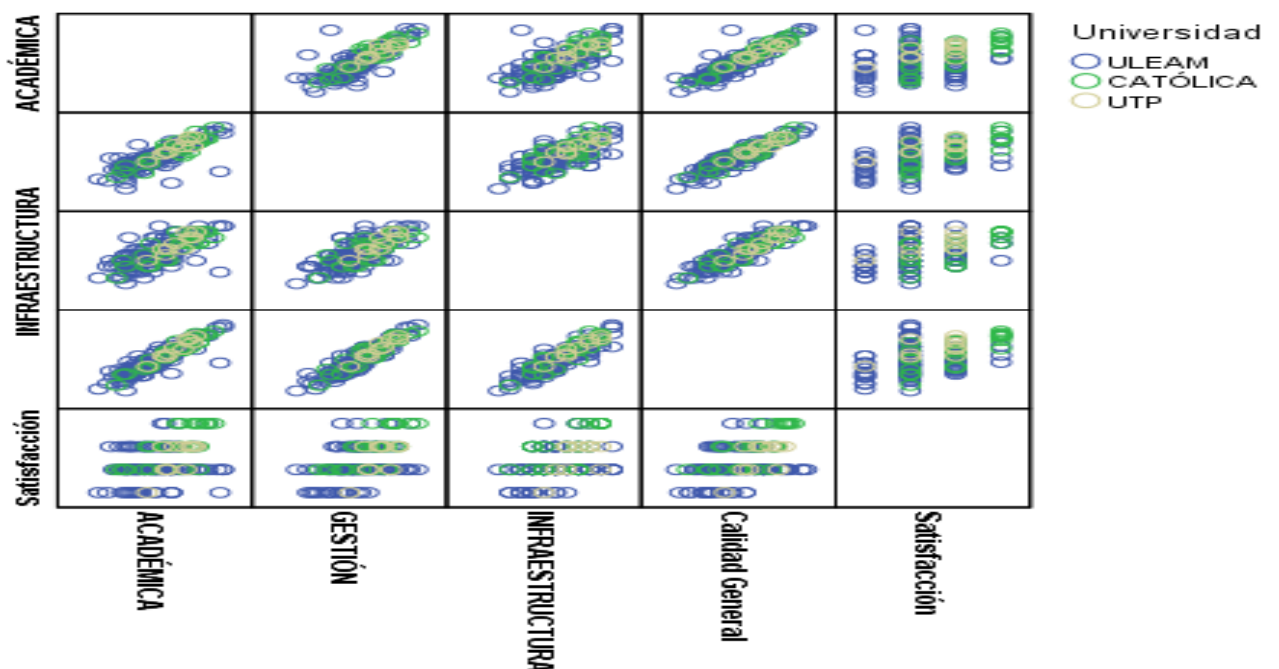 ACADÉMICA
INFRAESTRUCTURA
Satisfacción
ACADÉMICA
GESTIÓN
INFRAESTRUCTURA
Calidad General
Satisfacción
Universidad
ULEAM
CATÓLICA
UTP